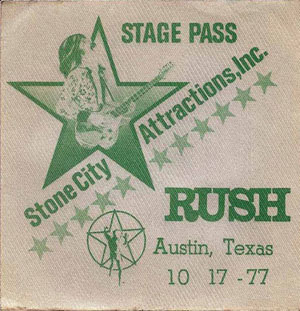 STAGE PASS
Stone City Attractions, Inc.
RUSH
Austin, Texas
10 17 -77